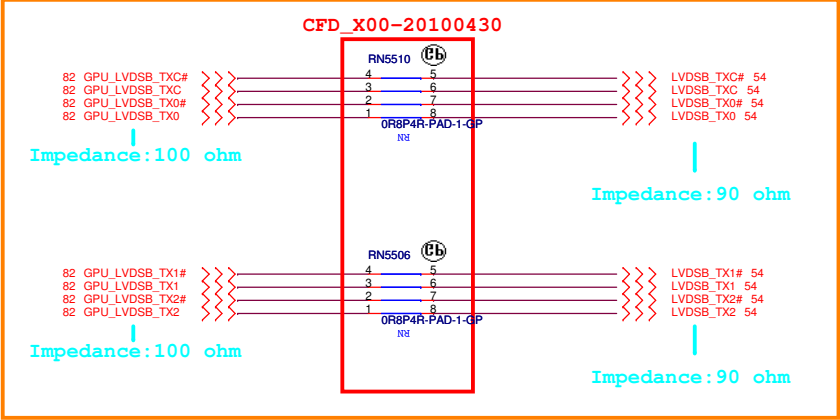 CFD_X00-20100430
RN5510
82 GPU_LVDSB_TXC# 4 5 LVDSB_TXC# 54
82 GPU_LVDSB_TXC 3 6 LVDSB_TXC 54
82 GPU_LVDSB_TX0# 2 7 LVDSB_TX0# 54
82 GPU_LVDSB_TX0 1 8 LVDSB_TX0 54
0R8P4R-PAD-1-GP
RN
Impedance:100 ohm
Impedance:90 ohm
RN5506
82 GPU_LVDSB_TX1# 4 5 LVDSB_TX1# 54
82 GPU_LVDSB_TX1 3 6 LVDSB_TX1 54
82 GPU_LVDSB_TX2# 2 7 LVDSB_TX2# 54
82 GPU_LVDSB_TX2 1 8 LVDSB_TX2 54
0R8P4R-PAD-1-GP
RN
Impedance:100 ohm
Impedance:90 ohm